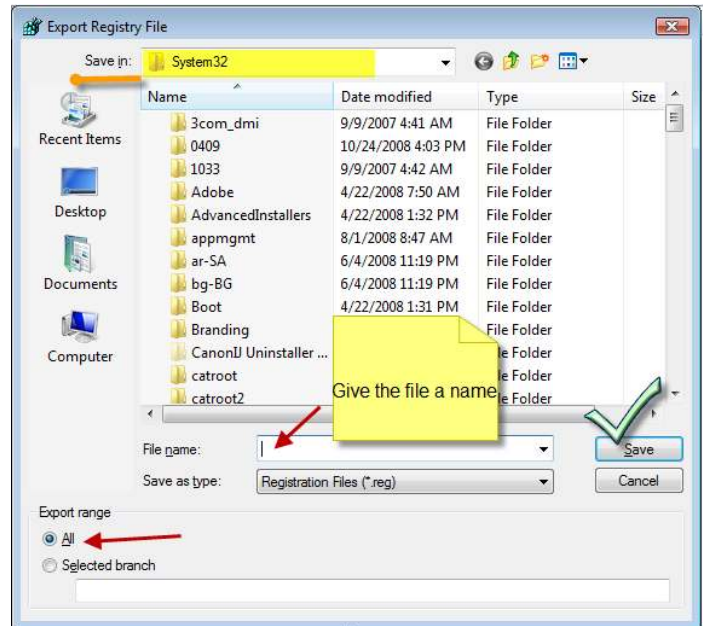 Export Registry File
Save in: System32
Name Date modified Type Size
Recent Items
Desktop
Documents
Computer
3com_dmi 9/9/2007 4:41 AM File Folder
0409 10/24/2008 4:03 PM File Folder
1033 9/9/2007 4:42 AM File Folder
Adobe 4/22/2008 7:50 AM File Folder
AdvancedInstallers 4/22/2008 1:32 PM File Folder
appmgmt 8/1/2008 8:47 AM File Folder
ar-SA 6/4/2008 11:19 PM File Folder
bg-BG 6/4/2008 11:19 PM File Folder
Boot 4/22/2008 1:31 PM File Folder
Branding Folder
CanonIJ Uninstaller ... le Folder
catroot e Folder
catroot2 e Folder
Give the file a name
File name: Save
Save as type: Registration Files (*.reg) Cancel
Export range
All
Selected branch